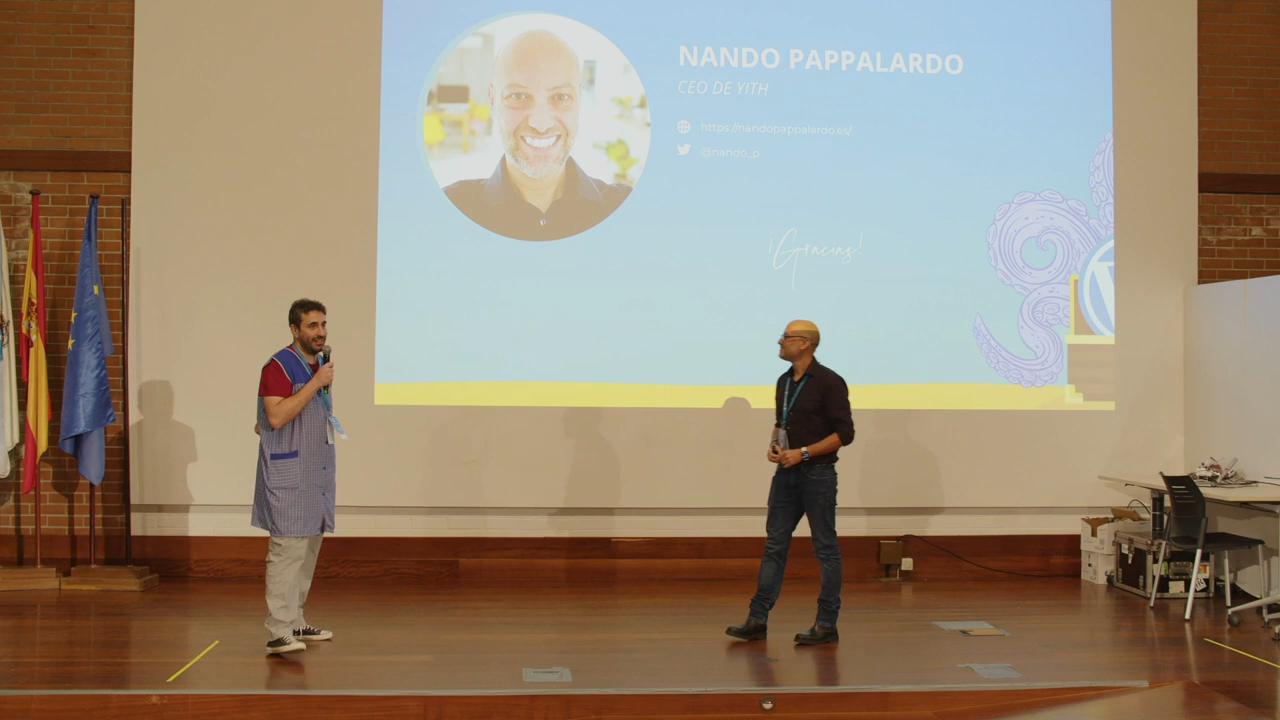 NANDO PAPPALARDO
CEO DE YITH
https://nandopappalardo.es/
@nando_p
¡Gracias!